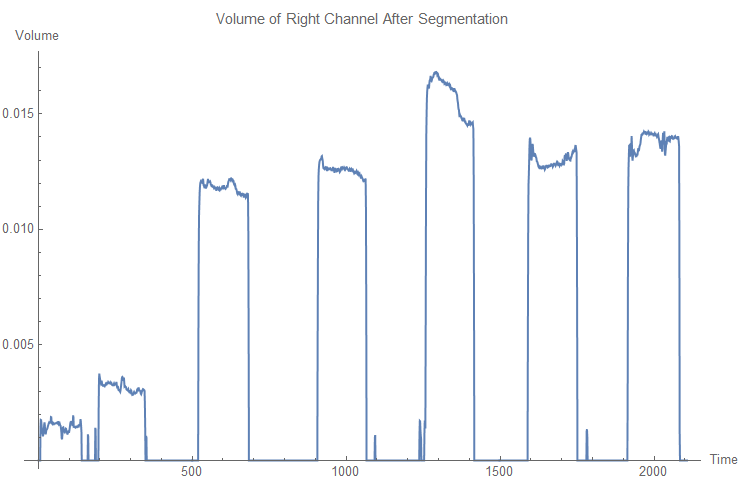 Volume of Right Channel After Segmentation
Volume
0.015
0.010
0.005
500 1000 1500 2000 Time